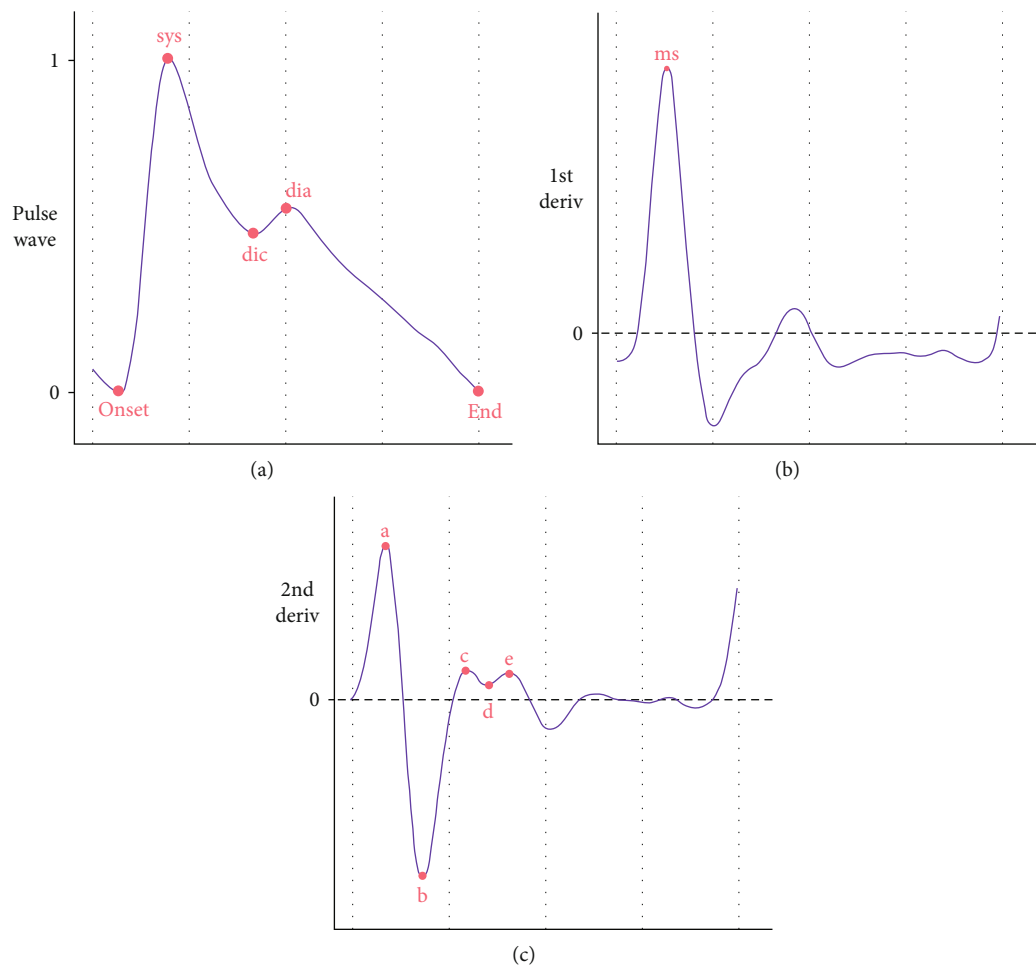 sys
1
dia
Pulse
wave
dic
0
Onset
End
(a)
ms
1st
deriv
0
(b)
a
2nd
deriv
c
e
0
d
b
(c)